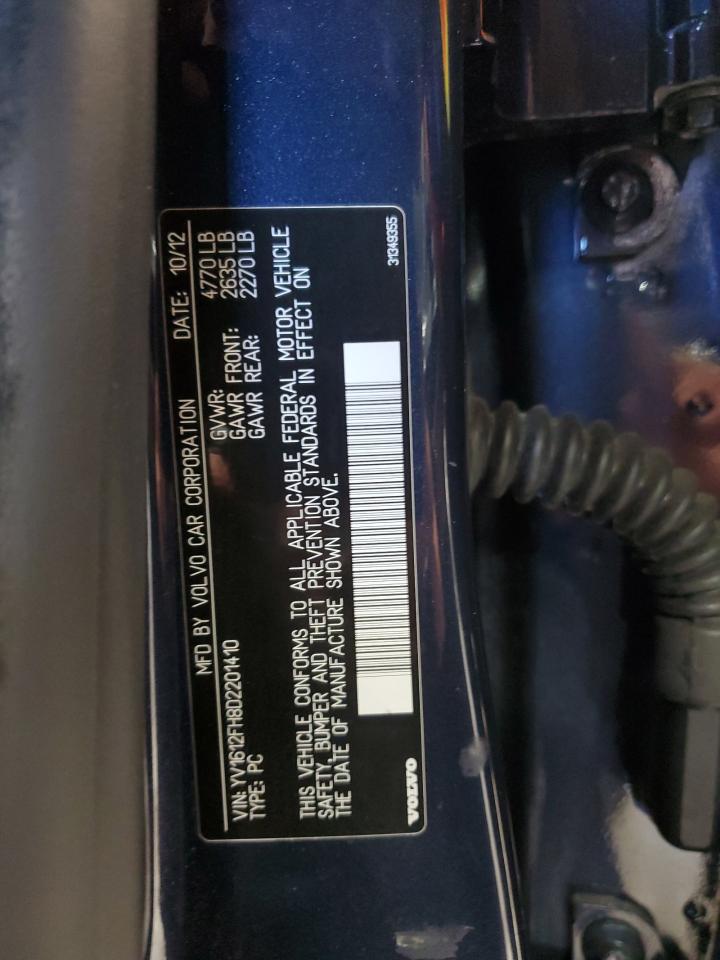 MFD BY VOLVO CAR CORPORATION DATE: 10/12
GVWR: 4770 LB
GAWR FRONT: 2635 LB
VIN: YV1612FH8D2201410
GAWR REAR: 2270 LB
TYPE: PC
THIS VEHICLE CONFORMS TO ALL APPLICABLE FEDERAL MOTOR VEHICLE
SAFETY, BUMPER AND THEFT PREVENTION STANDARDS IN EFFECT ON
THE DATE OF MANUFACTURE SHOWN ABOVE.
VOLVO
31349355